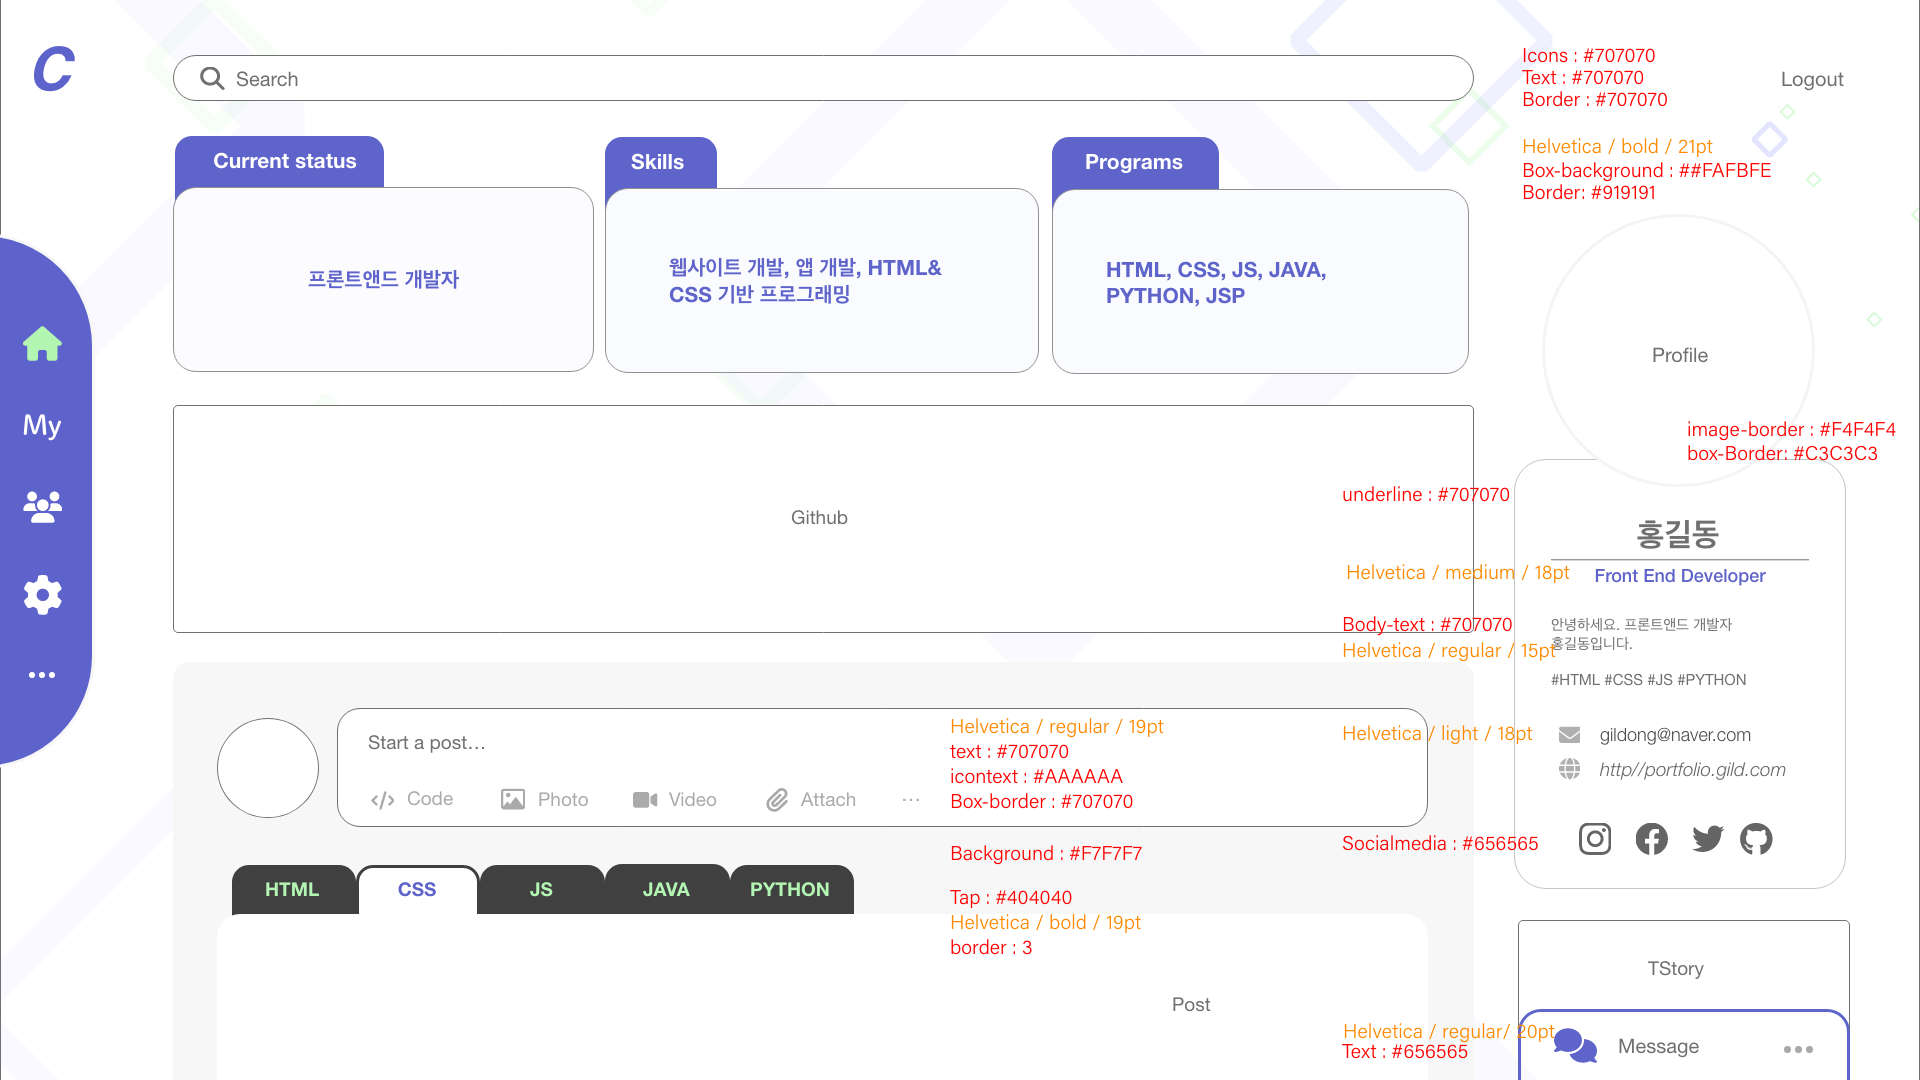 C
Search
Icons : #707070
Text : #707070
Border : #707070
Logout
Helvetica / bold / 21pt
Box-background : ##FAFBFE
Border: #919191
Current status
Skills
Programs
프론트앤드 개발자
웹사이트 개발, 앱 개발, HTML&
CSS 기반 프로그래밍
HTML, CSS, JS, JAVA,
PYTHON, JSP
My
Profile
image-border : #F4F4F4
box-Border: #C3C3C3
Github
underline : #707070
홍길동
Helvetica / medium / 18pt
Front End Developer
Body-text : #707070
Helvetica / regular / 15pt
안녕하세요. 프론트앤드 개발자
홍길동입니다.
#HTML #CSS #JS #PYTHON
Helvetica / light / 18pt
gildong@naver.com
http//portfolio.gild.com
Socialmedia : #656565
Start a post...
Code
Photo
Video
Attach
...
Helvetica / regular / 19pt
text : #707070
icontext : #AAAAAA
Box-border : #707070
Background : #F7F7F7
HTML
CSS
JS
JAVA
PYTHON
Tap : #404040
Helvetica / bold / 19pt
border : 3
Post
TStory
Helvetica / regular/ 20pt
Text : #656565
Message